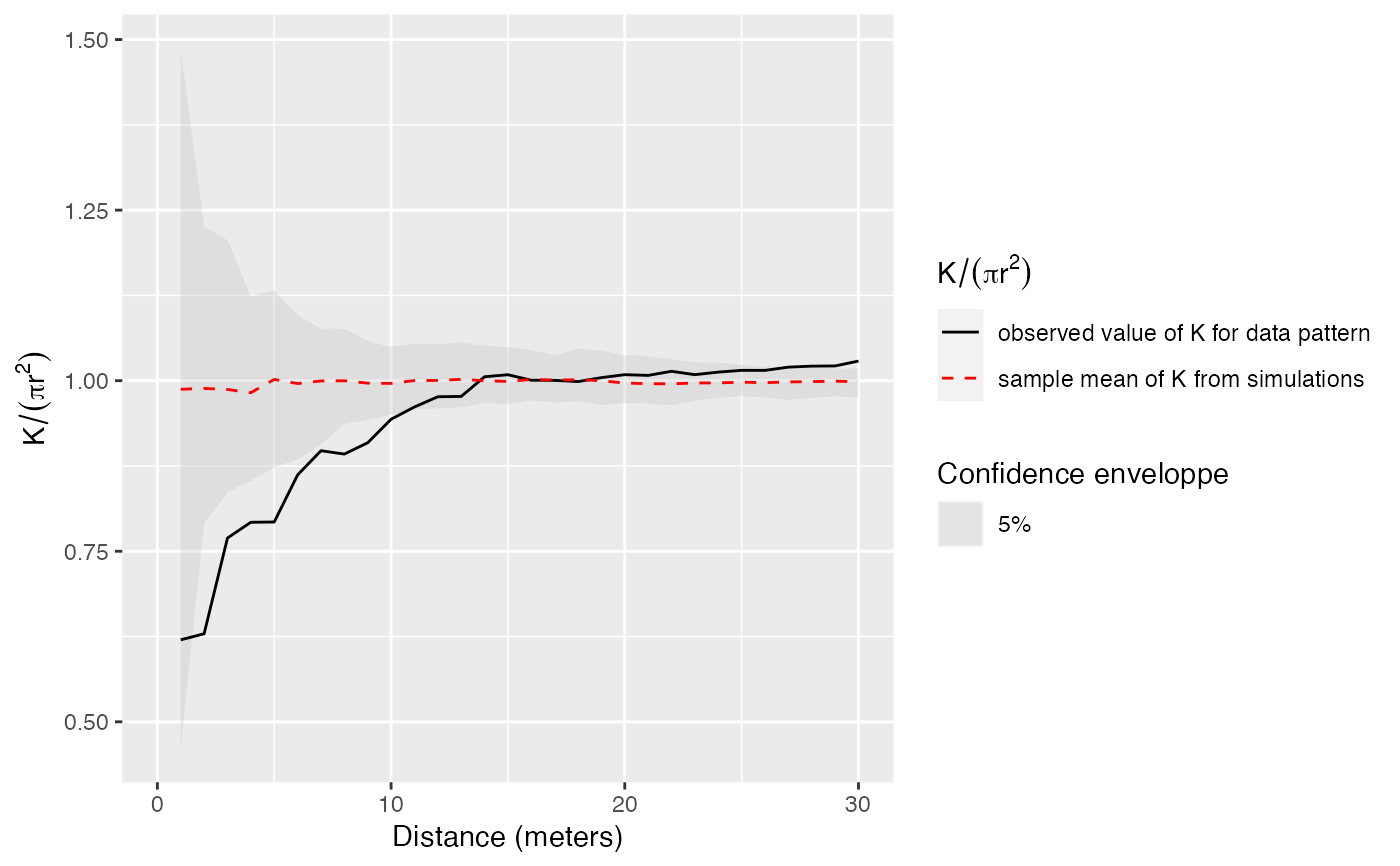 1.50
1.25
1.00
0.75
0.50
K/(πr²)
0
10
20
30
Distance (meters)
K/(πr²)
observed value of K for data pattern
sample mean of K from simulations
Confidence enveloppe
5%